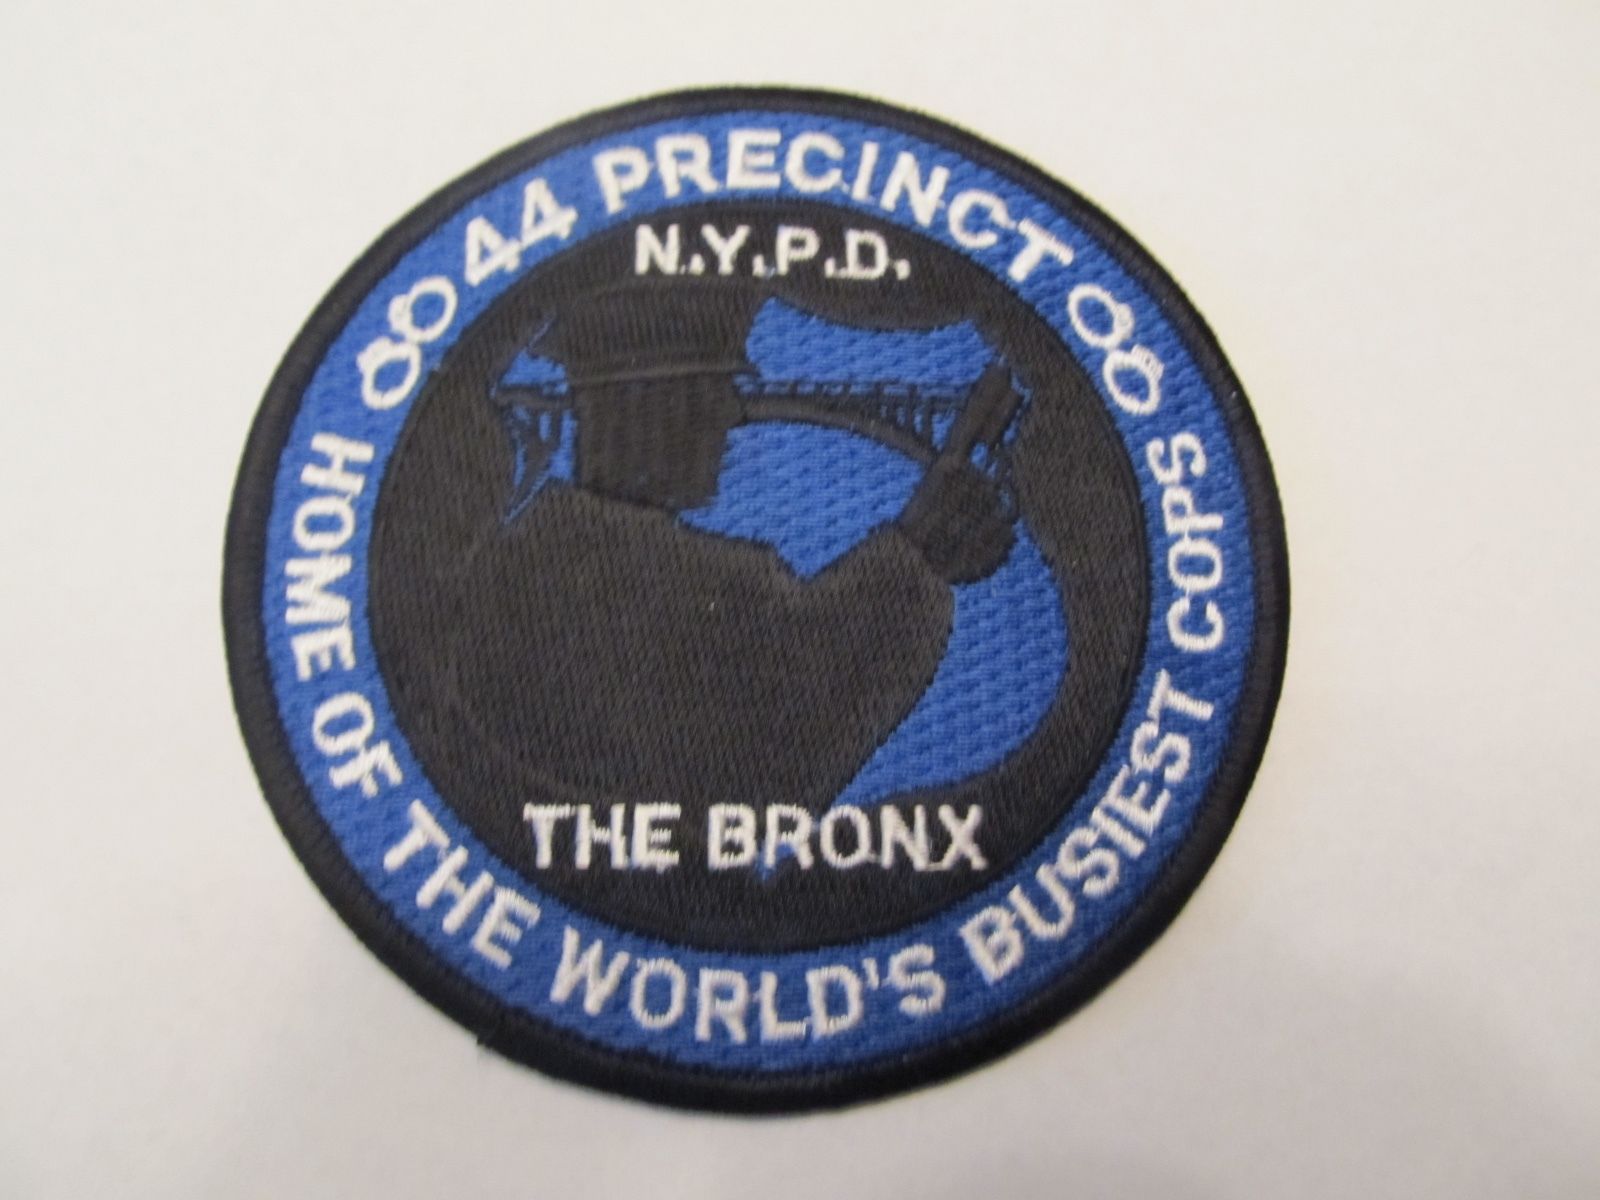 44 PRECINCT
N.Y.P.D.
THE BRONX
HOME OF THE WORLD'S BUSIEST COPS